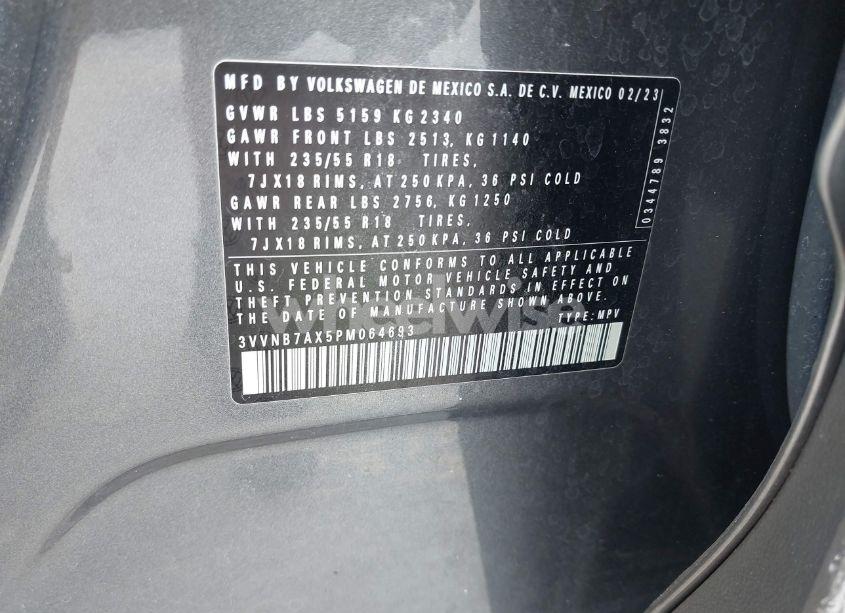 MFD BY VOLKSWAGEN DE MEXICO S.A. DE C.V. MEXICO 02/23
GVWR LBS 5159 KG 2340
GAWR FRONT LBS 2513, KG 1140
WITH 235/55 R18 TIRES,
7JX18 RIMS, AT 250 KPA, 36 PSI COLD
GAWR REAR LBS 2756, KG 1250
WITH 235/55 R18 TIRES,
7JX18 RIMS, AT 250 KPA, 36 PSI COLD
0344789 3832
THIS VEHICLE CONFORMS TO ALL APPLICABLE
U.S. FEDERAL MOTOR VEHICLE SAFETY AND
THEFT PREVENTION STANDARDS IN EFFECT ON
THE DATE OF MANUFACTURE SHOWN ABOVE.
3VVNB7AX5PM064693 TYPE: MPV
wreckwise